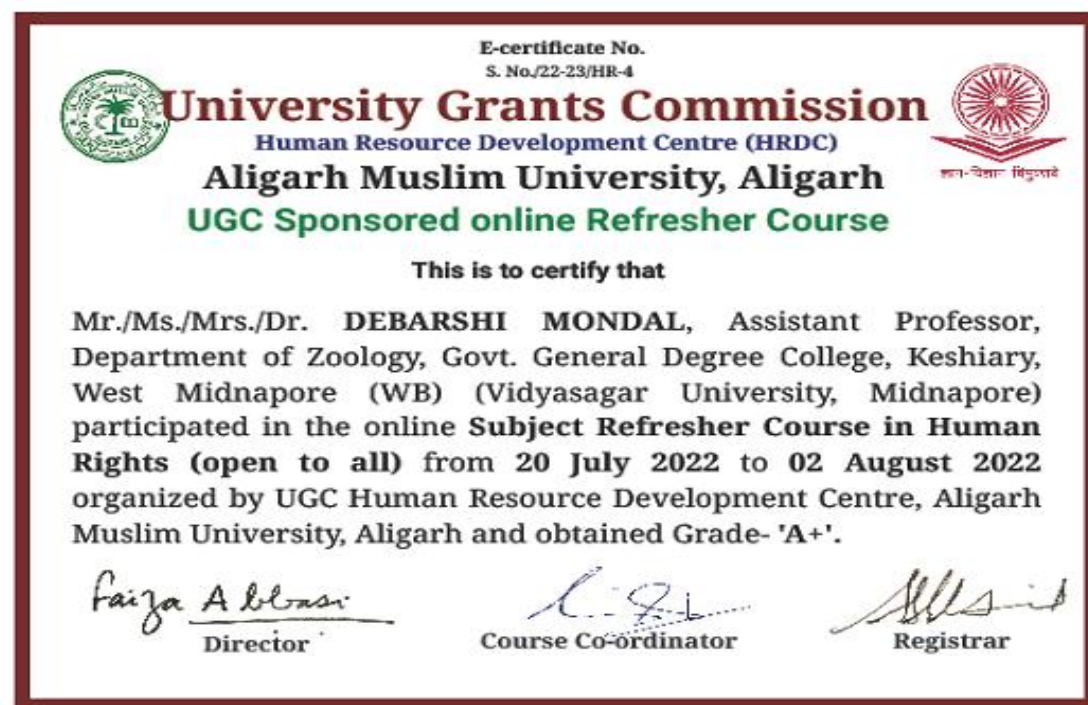 E-certificate No.
S. No./22-23/HR-4
University Grants Commission
Human Resource Development Centre (HRDC)
Aligarh Muslim University, Aligarh
ज्ञान-विज्ञान विमुक्तये
UGC Sponsored online Refresher Course
This is to certify that
Mr./Ms./Mrs./Dr. DEBARSHI MONDAL, Assistant Professor,
Department of Zoology, Govt. General Degree College, Keshiary,
West Midnapore (WB) (Vidyasagar University, Midnapore)
participated in the online Subject Refresher Course in Human
Rights (open to all) from 20 July 2022 to 02 August 2022
organized by UGC Human Resource Development Centre, Aligarh
Muslim University, Aligarh and obtained Grade- 'A+'.
Faiza Abbasi
Director
Course Co-ordinator
Registrar